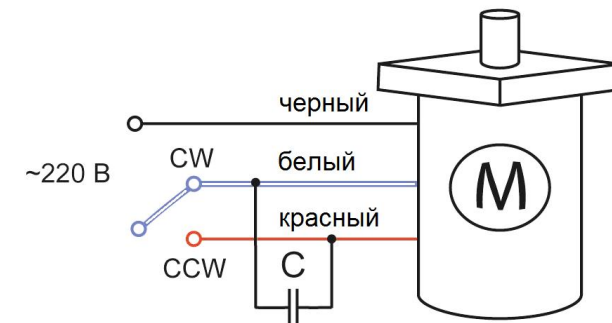 черный
~220 В
CW
белый
красный
CCW
C
M